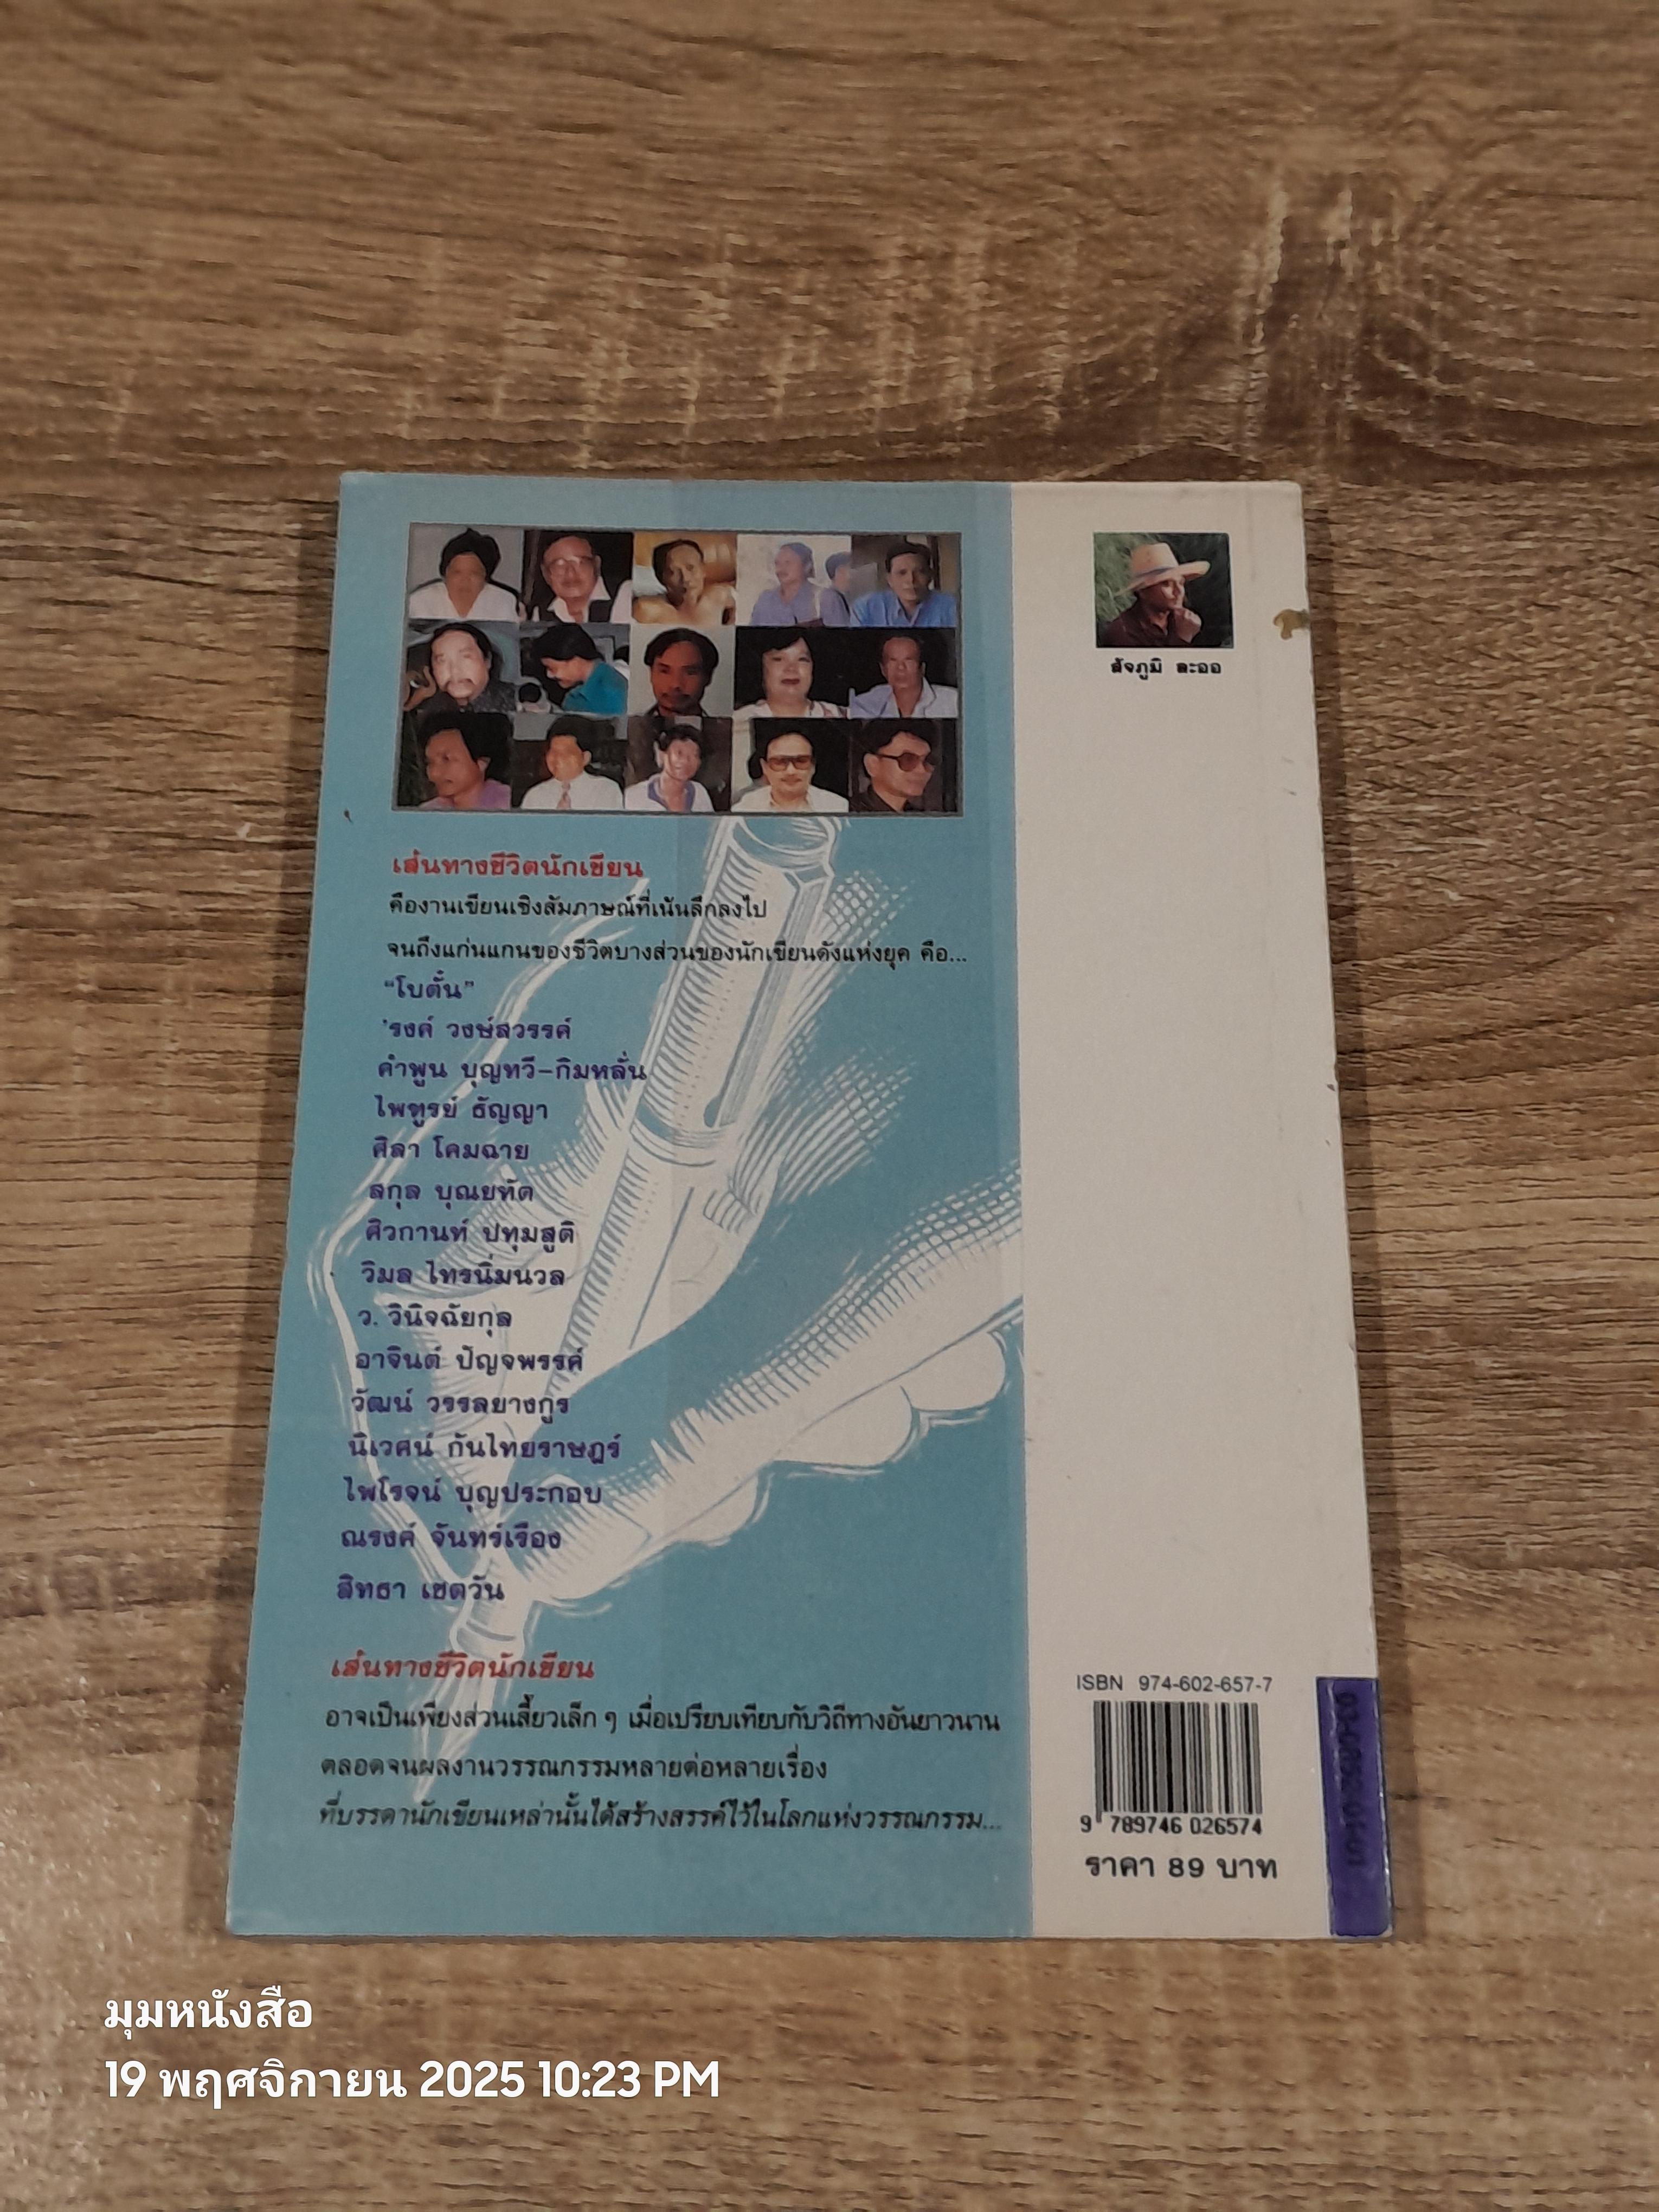 สัจภูมิ ละออ
เส้นทางชีวิตนักเขียน
คืองานเขียนเชิงสัมภาษณ์ที่เน้นลึกลงไป
จนถึงแก่นแกนของชีวิตบางส่วนของนักเขียนดังแห่งยุค คือ...
“โบตั๋น”
'รงค์ วงษ์สวรรค์
คำพูน บุญทวี-กิมหลั่น
ไพฑูรย์ ธัญญา
ศิลา โคมฉาย
สกุล บุณยทัต
ศิวกานท์ ปทุมสูติ
วิมล ไทรนิ่มนวล
ว. วินิจฉัยกุล
อาจินต์ ปัญจพรรค์
วัฒน์ วรรลยางกูร
นิเวศน์ กันไทยราษฎร์
ไพโรจน์ บุญประกอบ
ณรงค์ จันทร์เรือง
สิทธา เชตวัน
เส้นทางชีวิตนักเขียน
อาจเป็นเพียงส่วนเสี้ยวเล็ก ๆ เมื่อเปรียบเทียบกับวิถีทางอันยาวนาน
ตลอดจนผลงานวรรณกรรมหลายต่อหลายเรื่อง
ที่บรรดานักเขียนเหล่านั้นได้สร้างสรรค์ไว้ในโลกแห่งวรรณกรรม...
ISBN 974-602-657-7
9 789746 026574
ราคา 89 บาท
มุมหนังสือ
19 พฤศจิกายน 2025 10:23 PM